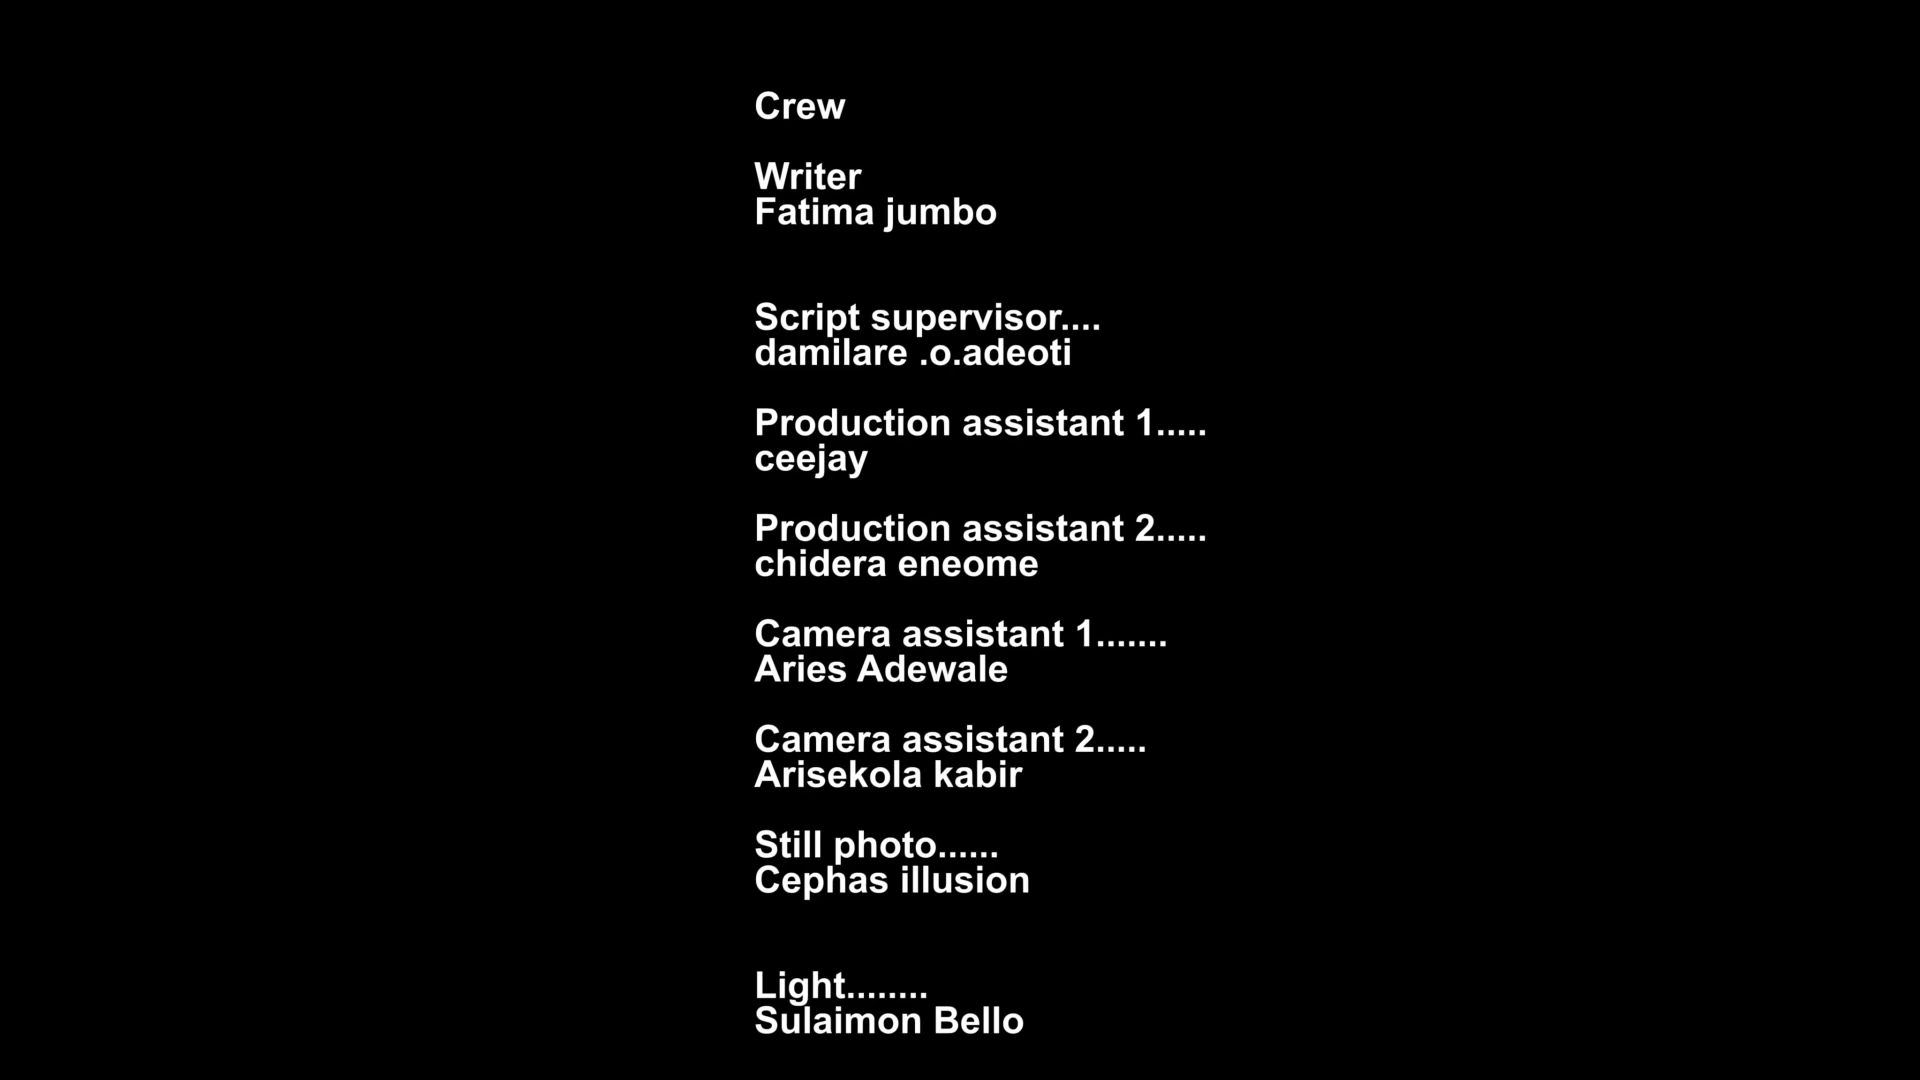 Crew
Writer
Fatima jumbo
Script supervisor....
damilare .o.adeoti
Production assistant 1.....
ceejay
Production assistant 2.....
chidera eneome
Camera assistant 1.......
Aries Adewale
Camera assistant 2.....
Arisekola kabir
Still photo......
Cephas illusion
Light........
Sulaimon Bello